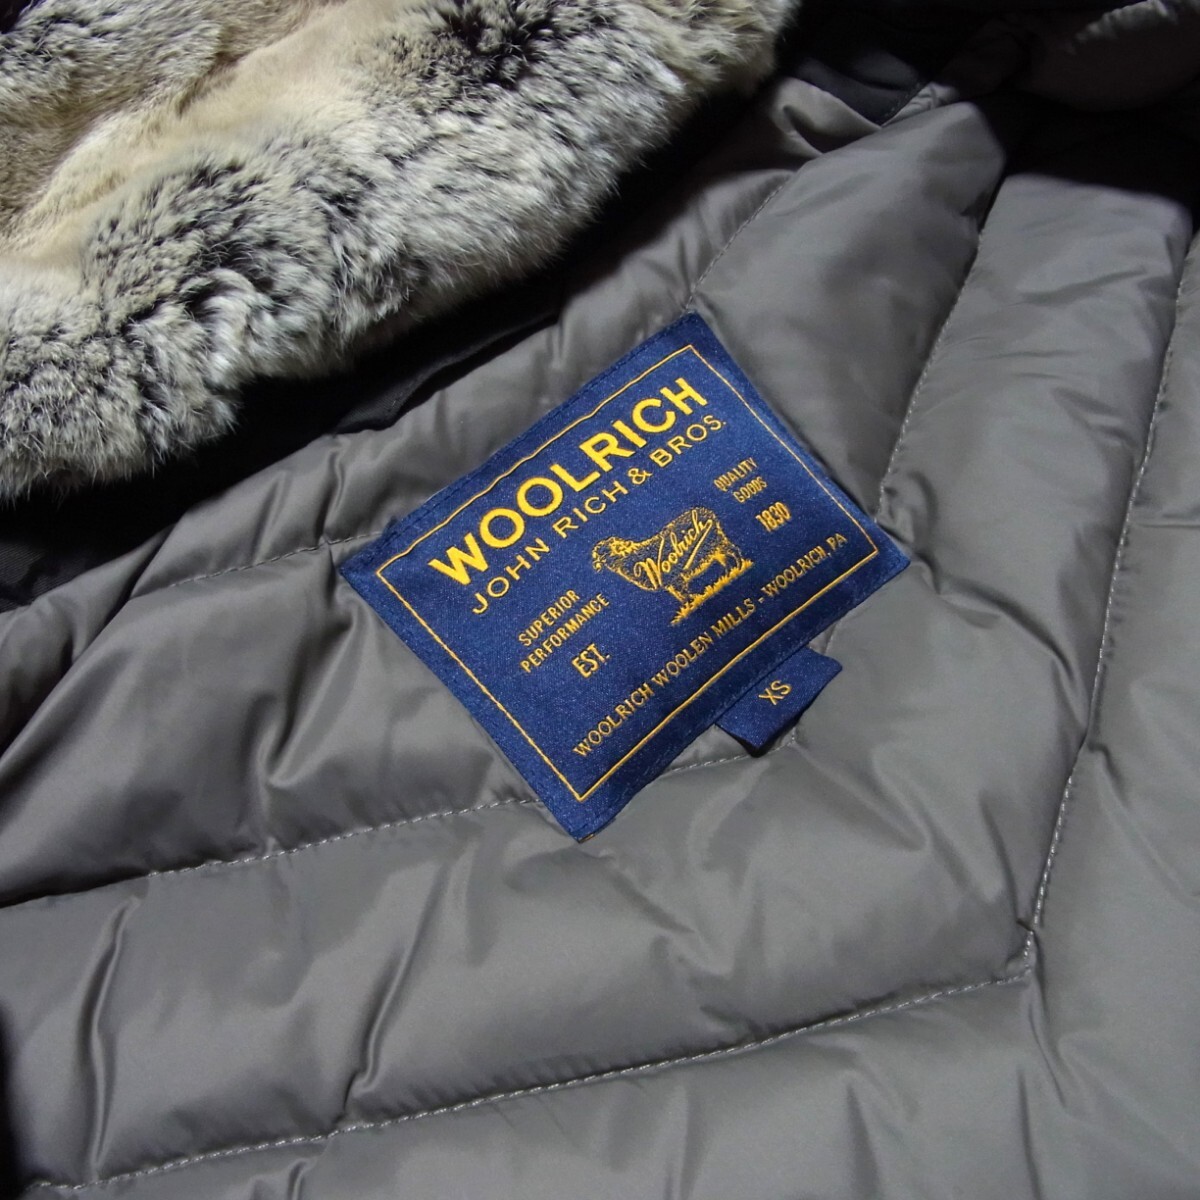 WOOLRICH
JOHN RICH & BROS.
SUPERIOR
PERFORMANCE
EST.
Woolrich
QUALITY
GOODS
1830
WOOLRICH WOOLEN MILLS - WOOLRICH, PA
XS